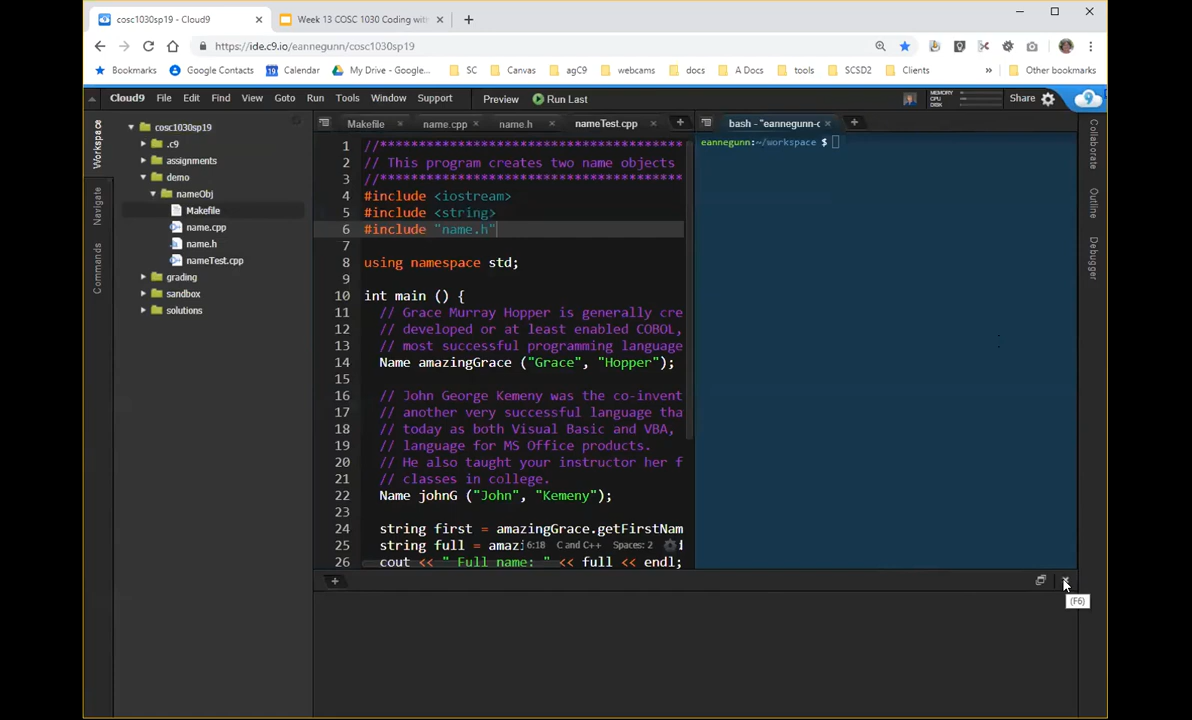 cosc1030sp19 - Cloud9
Week 13 COSC 1030 Coding with
https://ide.c9.io/eannegunn/cosc1030sp19
Bookmarks Google Contacts Calendar My Drive - Google... SC Canvas agC9 webcams docs A Docs tools SCSD2 Clients » Other bookmarks
Cloud9 File Edit Find View Goto Run Tools Window Support Preview Run Last MEMORY CPU DISK Share
Workspace
Navigate
Commands
cosc1030sp19
.c9
assignments
demo
nameObj
Makefile
name.cpp
name.h
nameTest.cpp
grading
sandbox
solutions
Makefile name.cpp name.h nameTest.cpp
1 //*****************************************
2 // This program creates two name objects
3 //*****************************************
4 #include <iostream>
5 #include <string>
6 #include "name.h"
7
8 using namespace std;
9
10 int main () {
11 // Grace Murray Hopper is generally cre
12 // developed or at least enabled COBOL,
13 // most successful programming language
14 Name amazingGrace ("Grace", "Hopper");
15
16 // John George Kemeny was the co-invent
17 // another very successful language tha
18 // today as both Visual Basic and VBA,
19 // language for MS Office products.
20 // He also taught your instructor her f
21 // classes in college.
22 Name johnG ("John", "Kemeny");
23
24 string first = amazingGrace.getFirstNam
25 string full = amazi
6:18 C and C++ Spaces: 2
26 cout << " Full name: " << full << endl;
bash - "eannegunn-c
eannegunn:~/workspace $
Collaborate
Outline
Debugger
(F6)